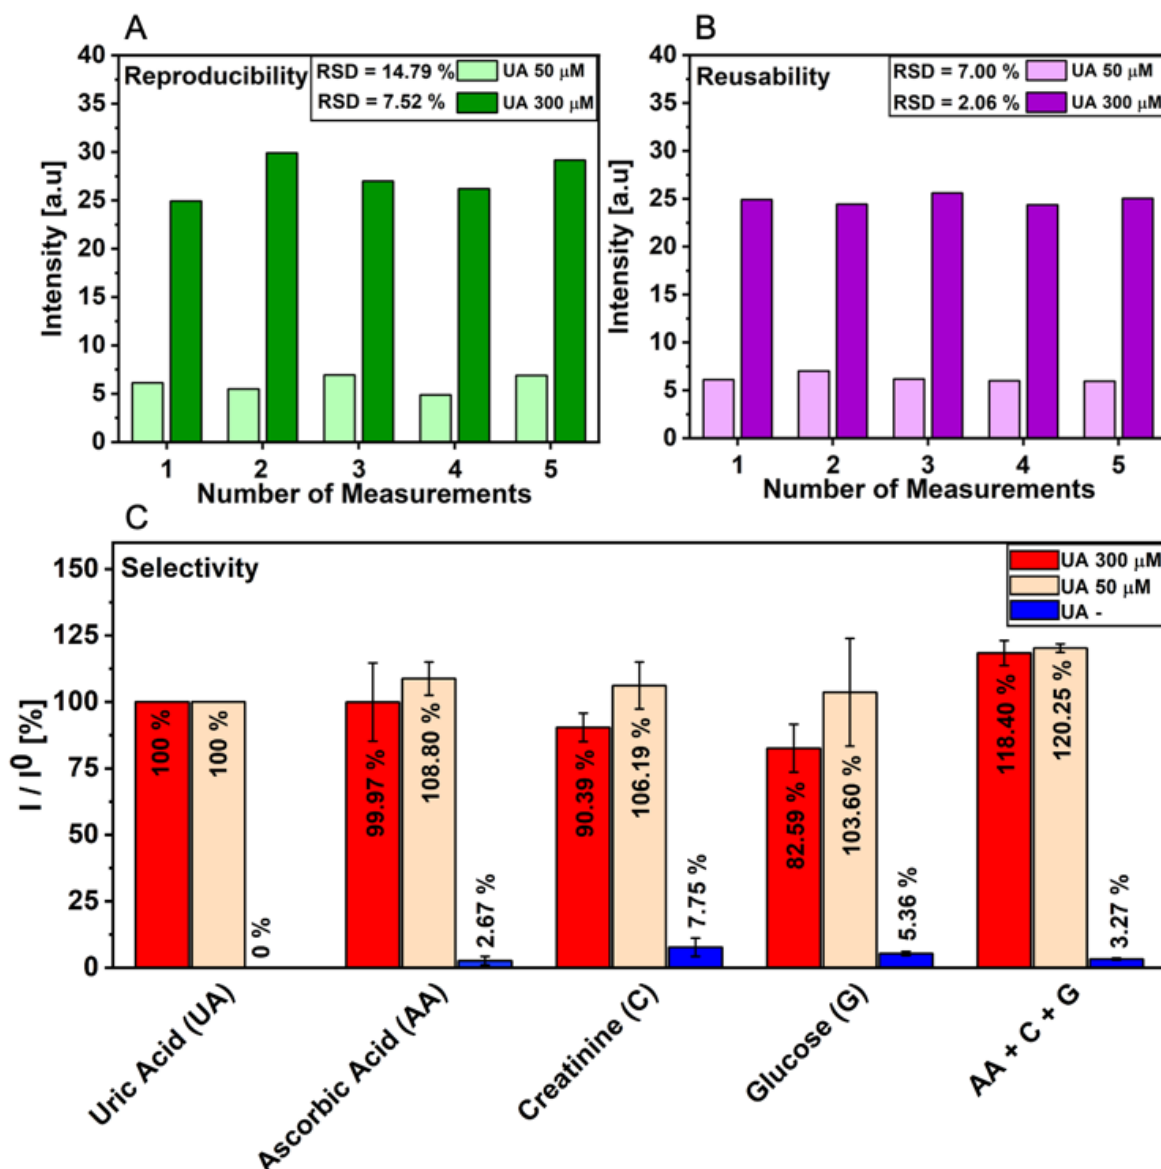 A
Reproducibility
RSD = 14.79 % UA 50 μM
RSD = 7.52 % UA 300 μM
40
35
30
25
20
15
10
5
0
Intensity [a.u]
1 2 3 4 5
Number of Measurements
B
Reusability
RSD = 7.00 % UA 50 μM
RSD = 2.06 % UA 300 μM
40
35
30
25
20
15
10
5
0
Intensity [a.u]
1 2 3 4 5
Number of Measurements
C
Selectivity
UA 300 μM
UA 50 μM
UA -
150
125
100
75
50
25
0
I / I⁰ [%]
100 %
100 %
0 %
99.97 %
108.80 %
2.67 %
90.39 %
106.19 %
7.75 %
82.59 %
103.60 %
5.36 %
118.40 %
120.25 %
3.27 %
Uric Acid (UA)
Ascorbic Acid (AA)
Creatinine (C)
Glucose (G)
AA + C + G